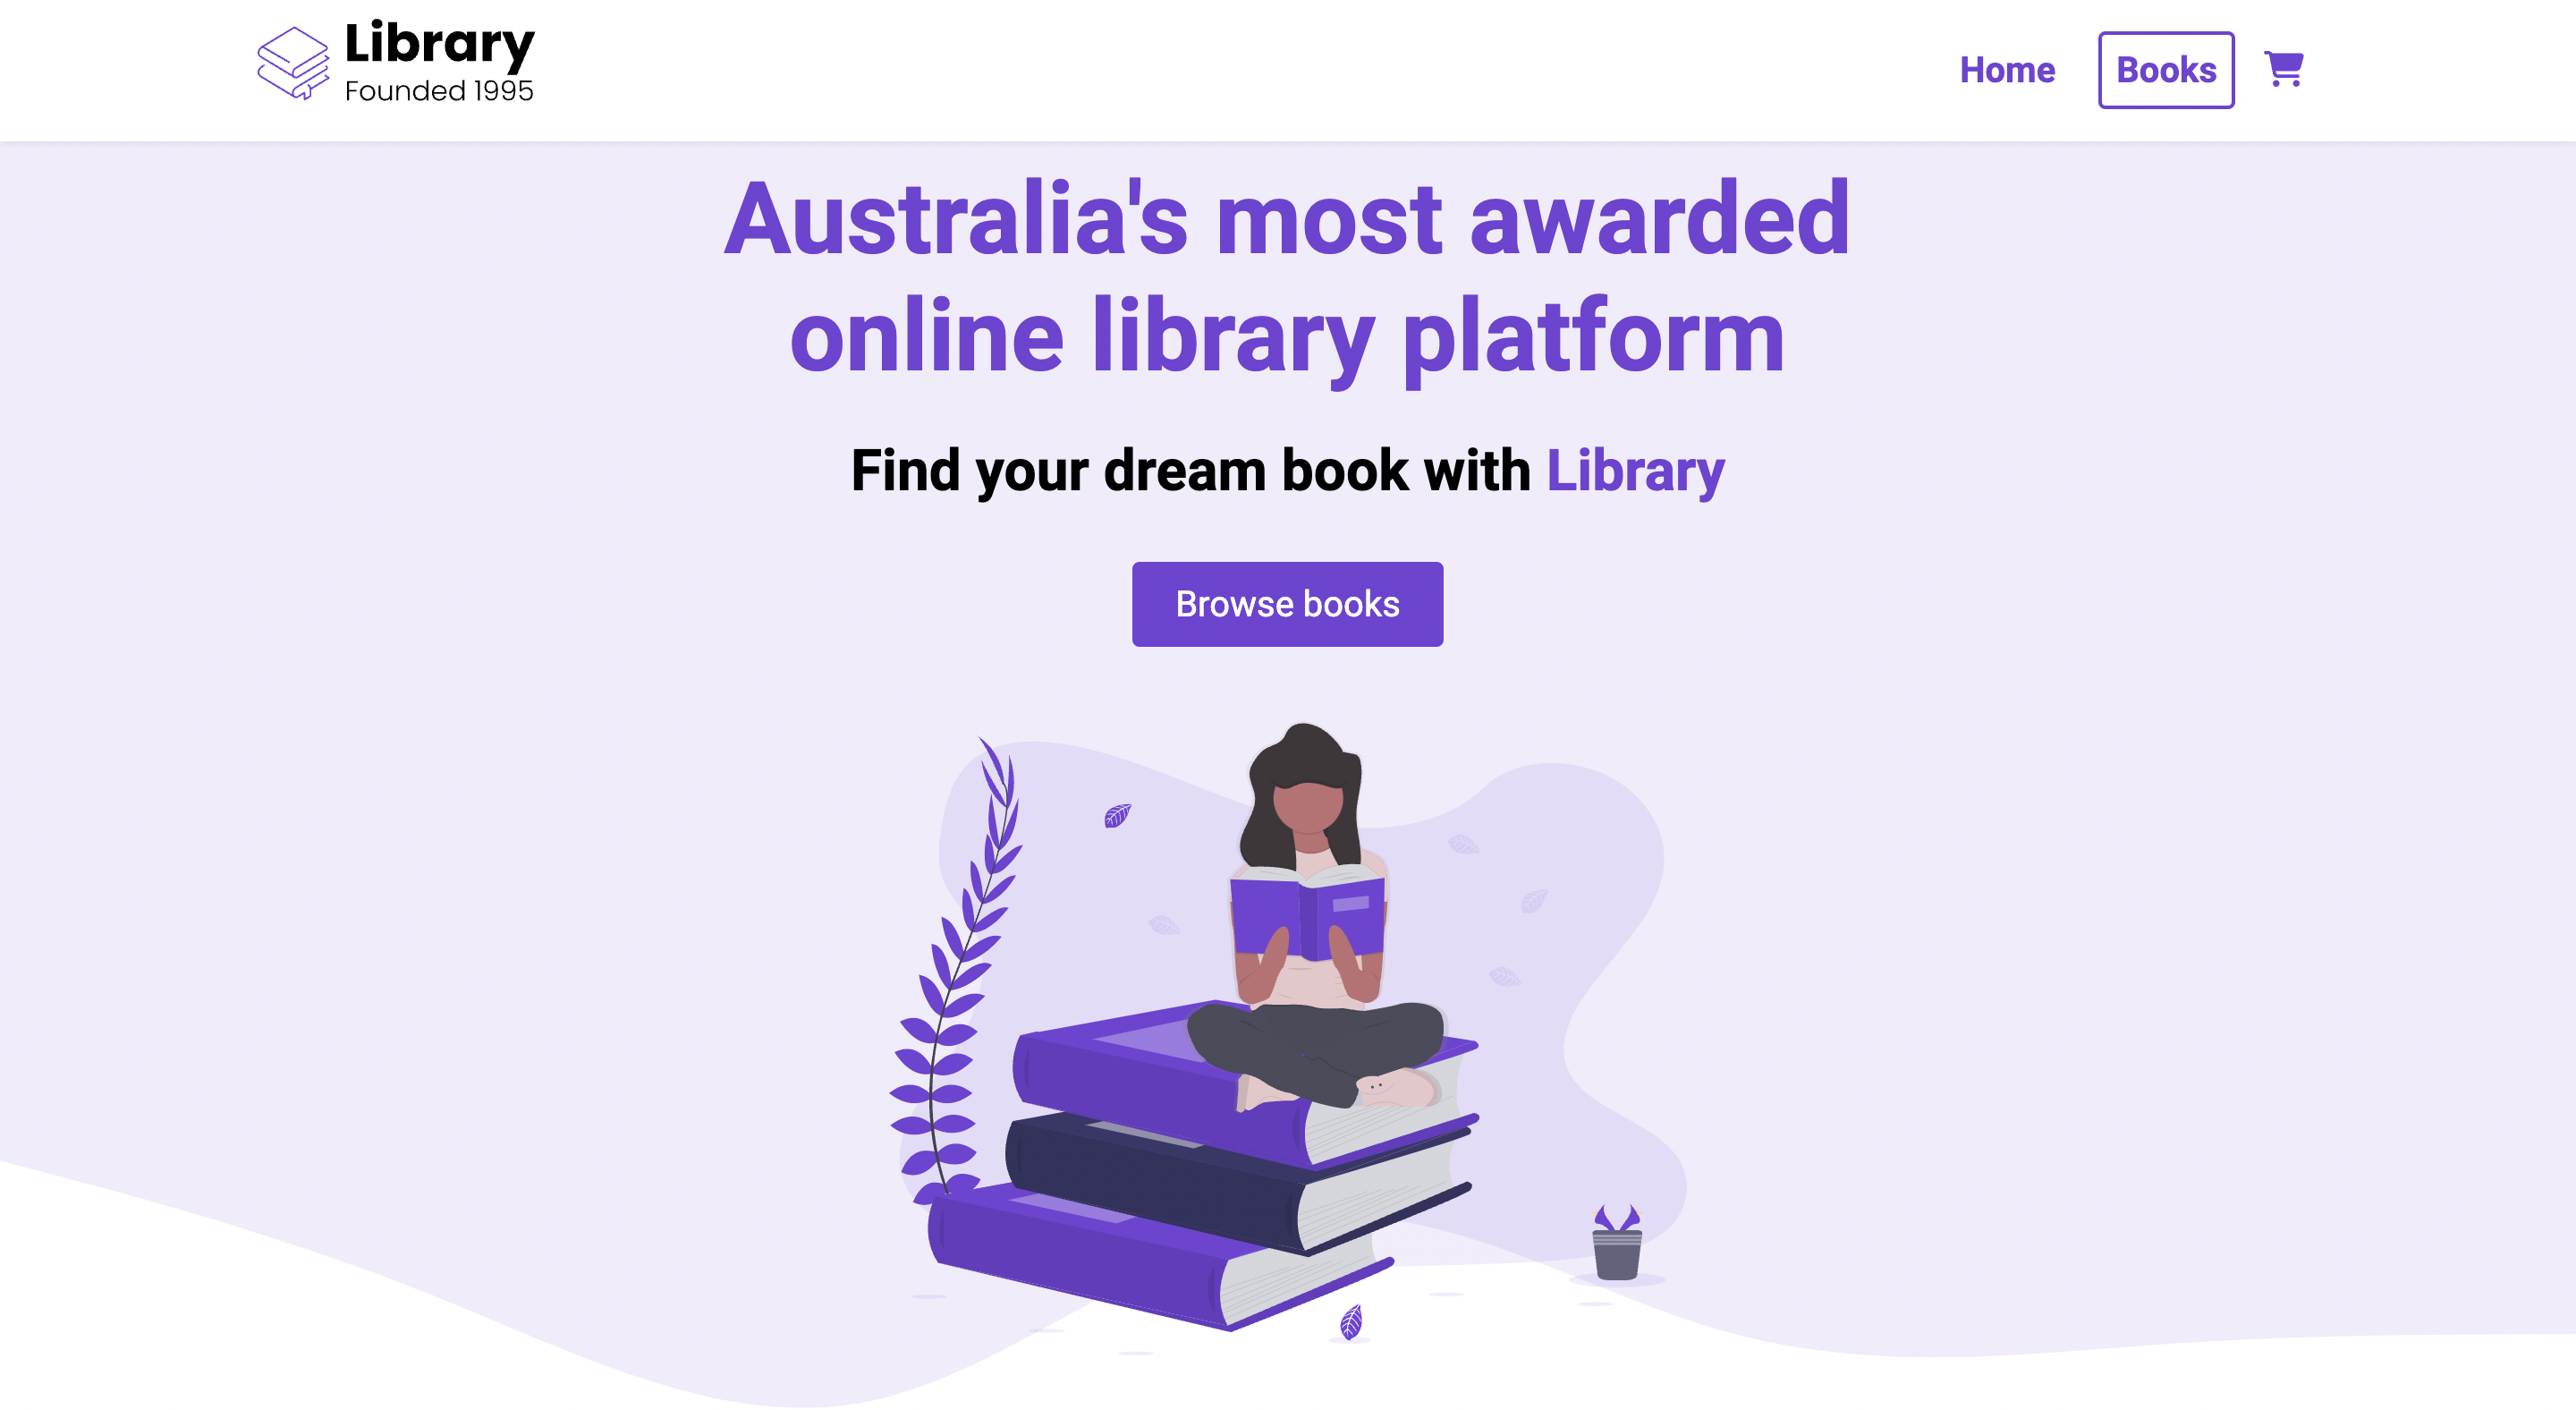 Library
Founded 1995
Home
Books
Australia's most awarded
online library platform
Find your dream book with Library
Browse books